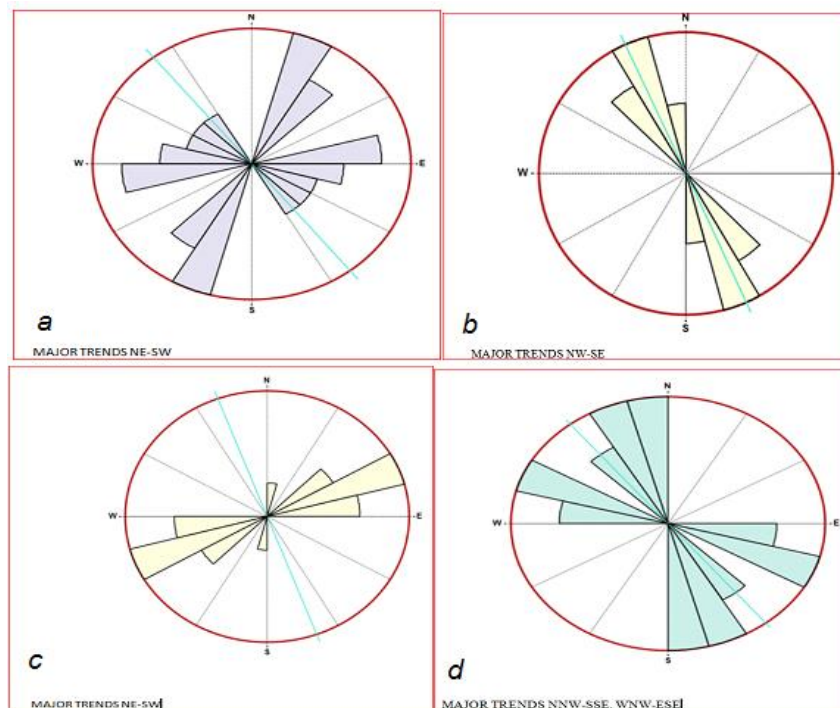 N
W
E
S
a
MAJOR TRENDS NE-SW
N
W
S
b
MAJOR TRENDS NW-SE
N
W
E
S
c
MAJOR TRENDS NE-SW
N
W
E
S
d
MAJOR TRENDS NNW-SSE, WNW-ESE